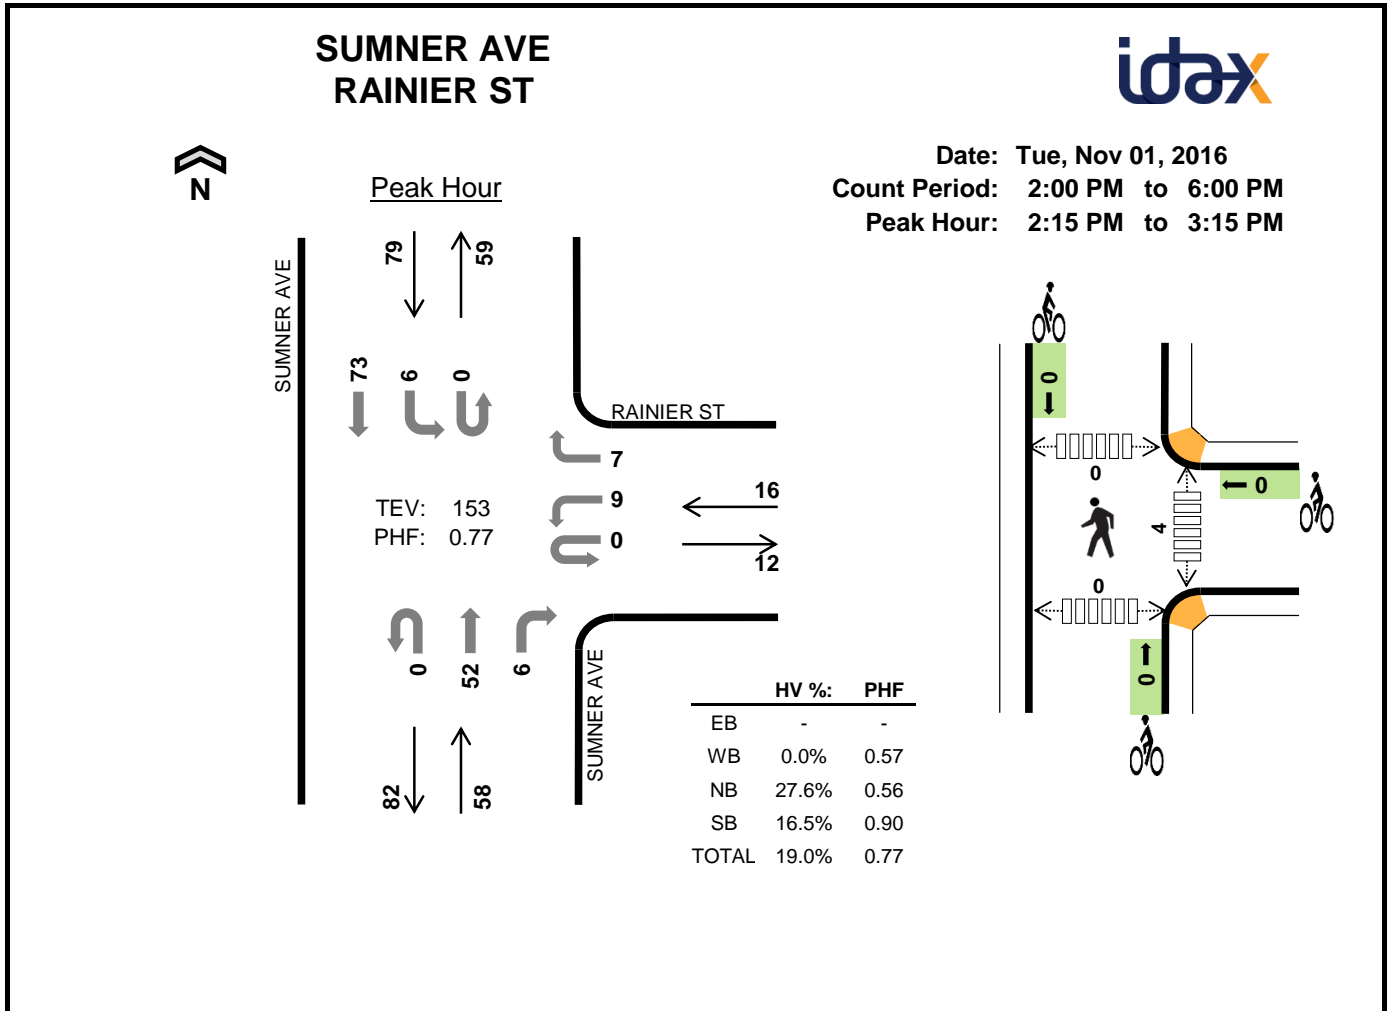 SUMNER AVE
RAINIER ST
idax
N
Peak Hour
Date: Tue, Nov 01, 2016
Count Period: 2:00 PM to 6:00 PM
Peak Hour: 2:15 PM to 3:15 PM
79 59
SUMNER AVE
73 6 0
RAINIER ST
7
9
0
16
12
TEV: 153
PHF: 0.77
0 52 6
SUMNER AVE
82 58
HV %: PHF
EB - -
WB 0.0% 0.57
NB 27.6% 0.56
SB 16.5% 0.90
TOTAL 19.0% 0.77
0
0
0
4
0
0